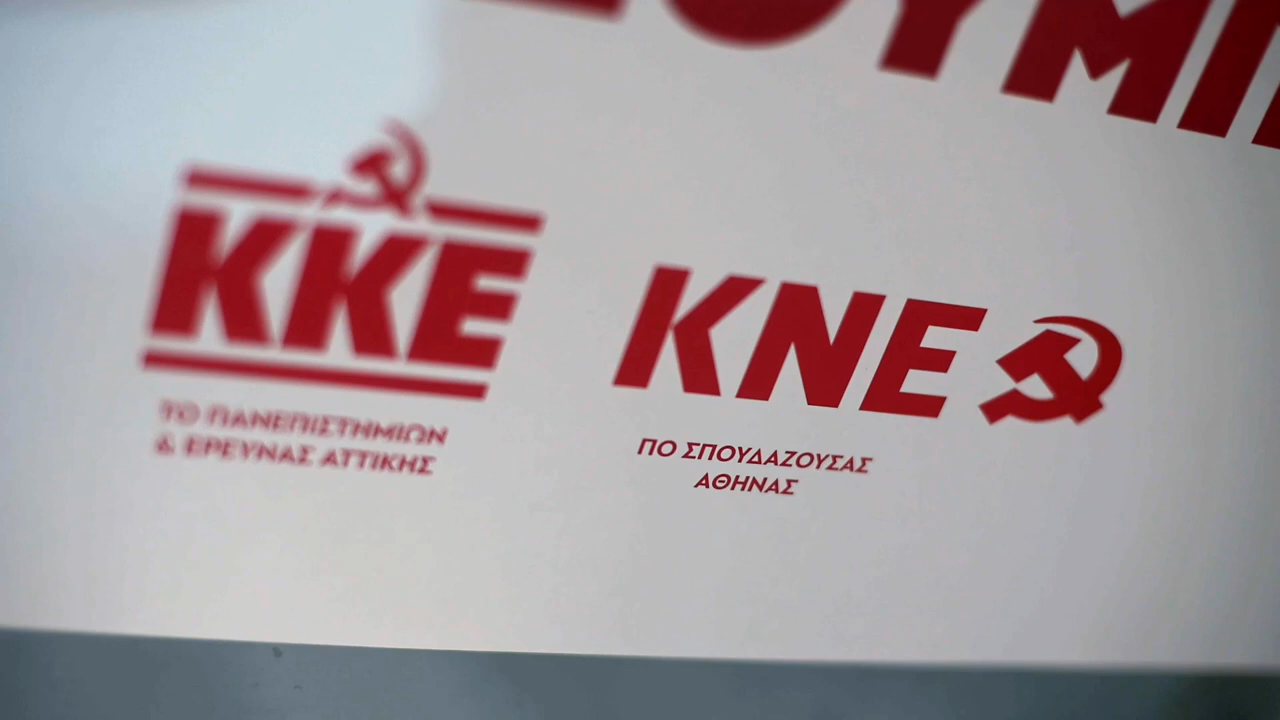 ΚΚΕ
ΤΟ ΠΑΝΕΠΙΣΤΗΜΙΩΝ
& ΕΡΕΥΝΑΣ ΑΤΤΙΚΗΣ
ΚΝΕ
ΠΟ ΣΠΟΥΔΑΖΟΥΣΑΣ
ΑΘΗΝΑΣ